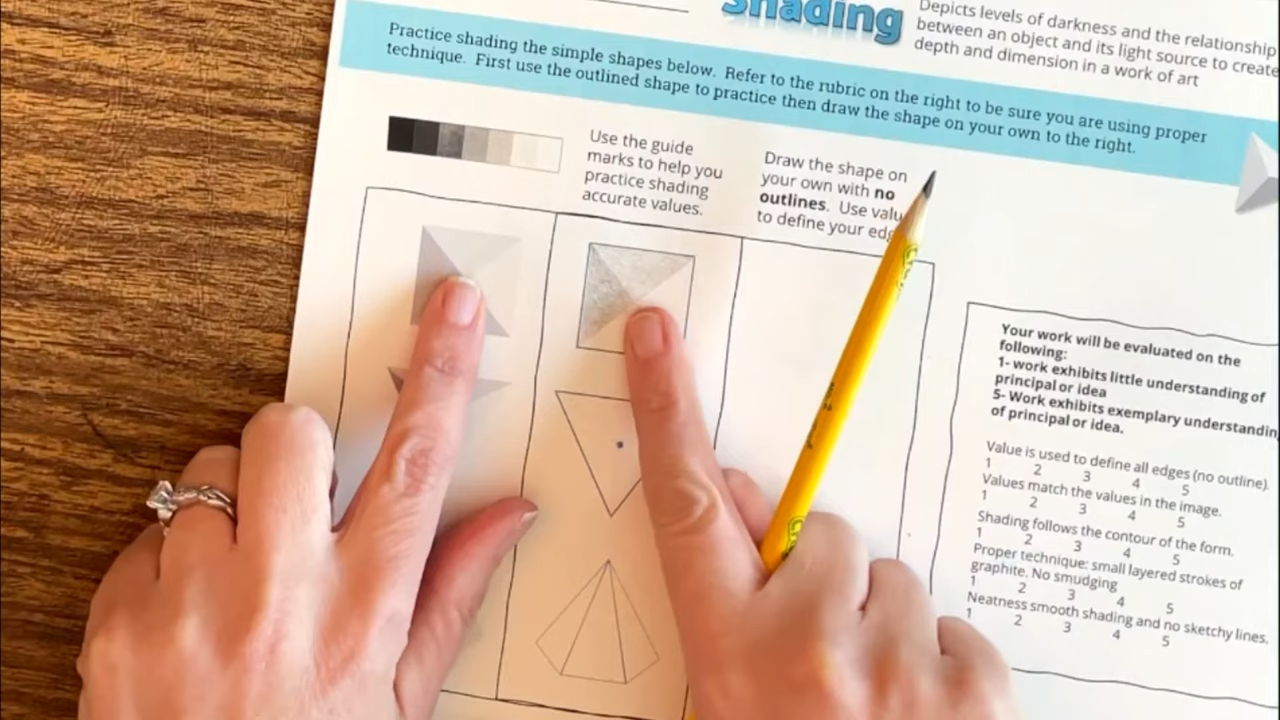 Shading
Depicts levels of darkness and the relationship
between an object and its light source to create
depth and dimension in a work of art
Practice shading the simple shapes below. Refer to the rubric on the right to be sure you are using proper
technique. First use the outlined shape to practice then draw the shape on your own to the right.
Use the guide
marks to help you
practice shading
accurate values.
Draw the shape on
your own with no
outlines. Use valu
to define your edg
Your work will be evaluated on the
following:
1- work exhibits little understanding of
principal or idea
5- Work exhibits exemplary understandin
of principal or idea.
Value is used to define all edges (no outline).
1 2 3 4 5
Values match the values in the image.
1 2 3 4 5
Shading follows the contour of the form.
1 2 3 4 5
Proper technique: small layered strokes of
graphite. No smudging
1 2 3 4 5
Neatness smooth shading and no sketchy lines.
1 2 3 4 5